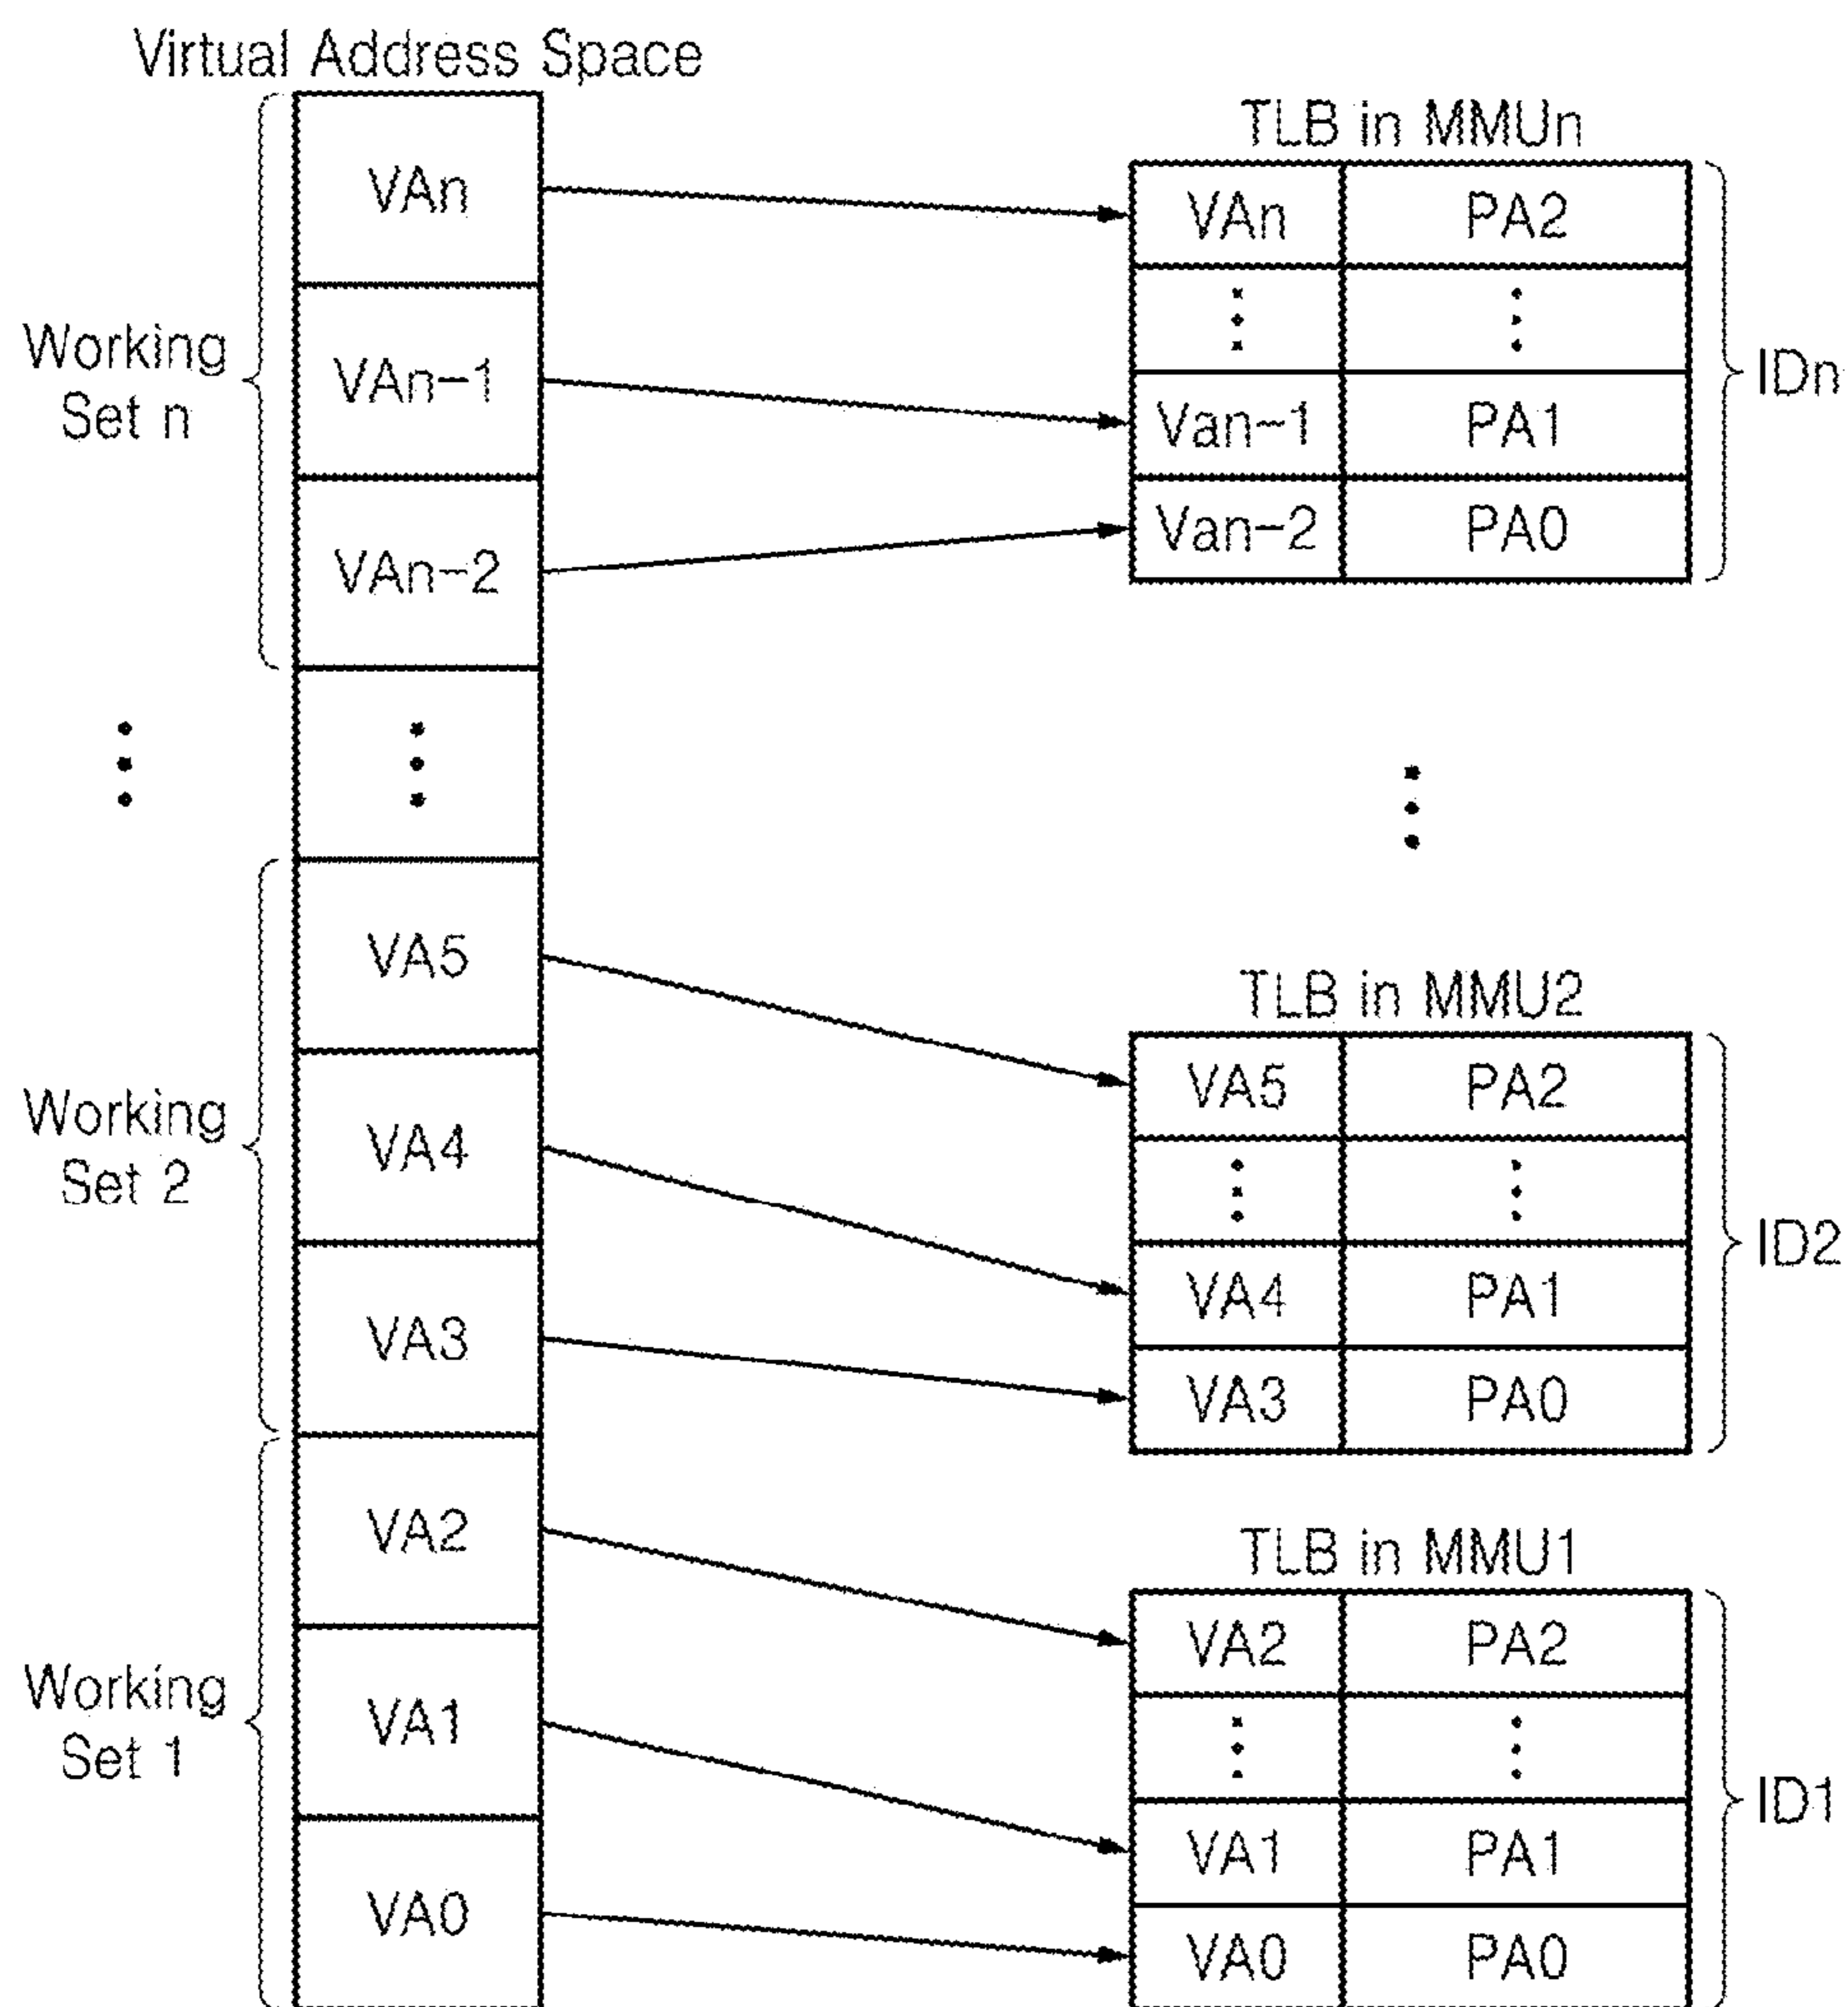 Virtual Address Space
VAn
VAn-1
VAn-2
VA5
VA4
VA3
VA2
VA1
VA0
Working
Set n
Working
Set 2
Working
Set 1
TLB in MMUn
VAn PA2
Van-1 PA1
Van-2 PA0
IDn
TLB in MMU2
VA5 PA2
VA4 PA1
VA3 PA0
ID2
TLB in MMU1
VA2 PA2
VA1 PA1
VA0 PA0
ID1